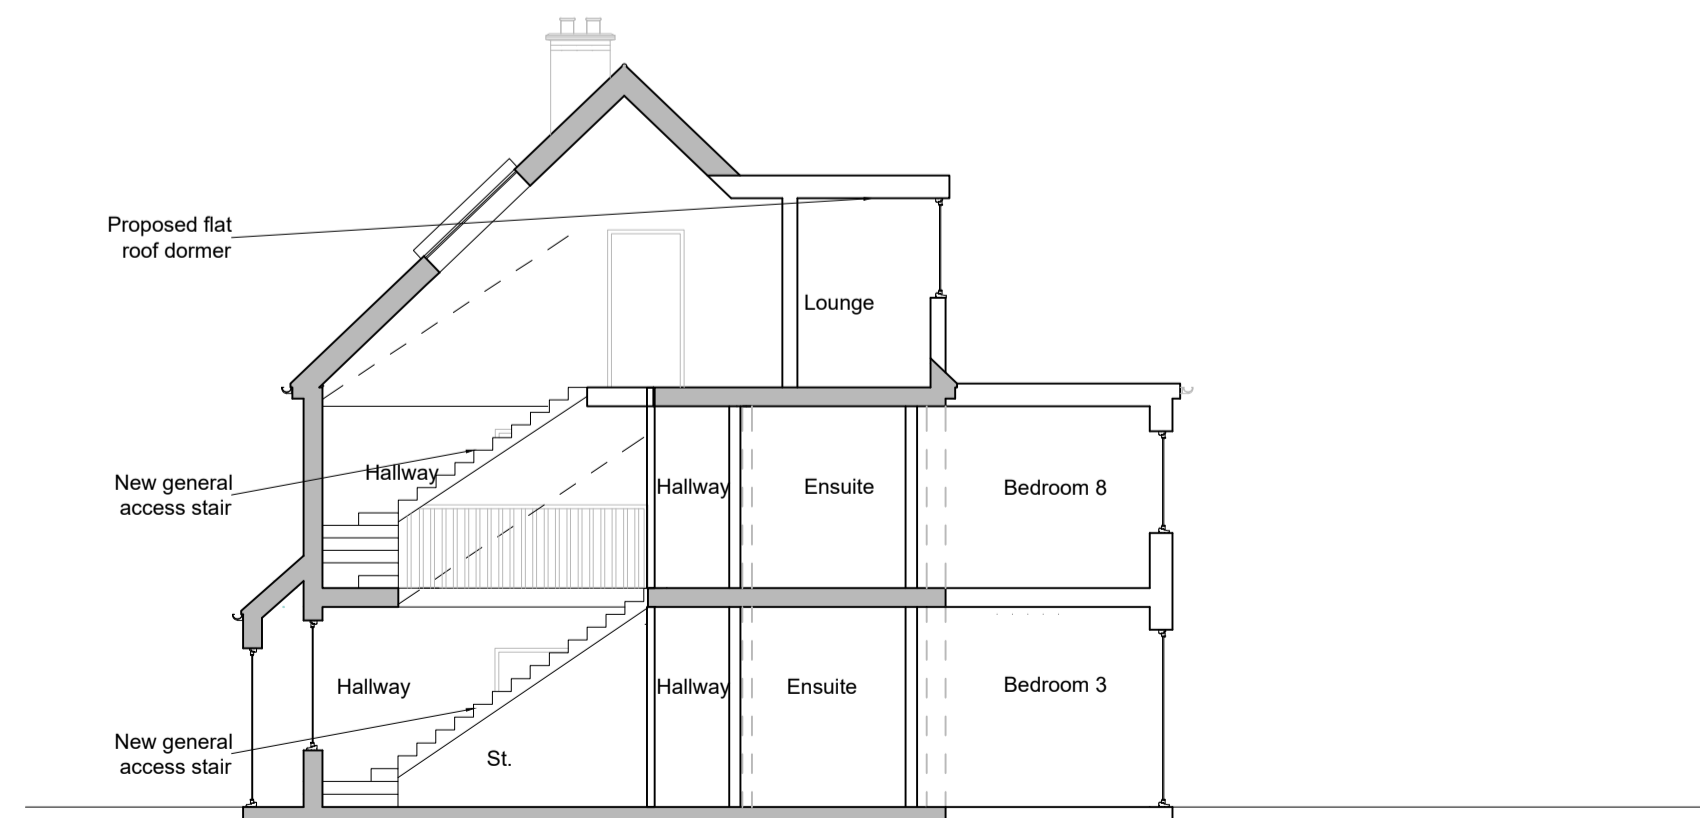 Proposed flat
roof dormer
Lounge
New general
access stair
Hallway
Hallway
Ensuite
Bedroom 8
Hallway
Hallway
Ensuite
Bedroom 3
New general
access stair
St.